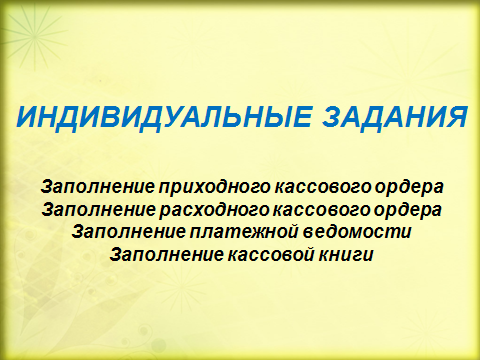 ИНДИВИДУАЛЬНЫЕ ЗАДАНИЯ
Заполнение приходного кассового ордера
Заполнение расходного кассового ордера
Заполнение платежной ведомости
Заполнение кассовой книги